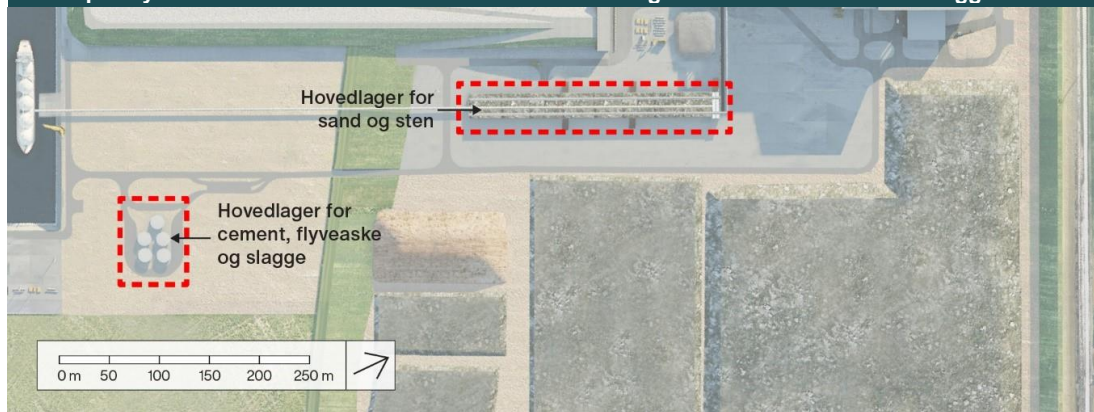 Hovedlager for
sand og sten
Hovedlager for
cement, flyveaske
og slagge
0 m 50 100 150 200 250 m